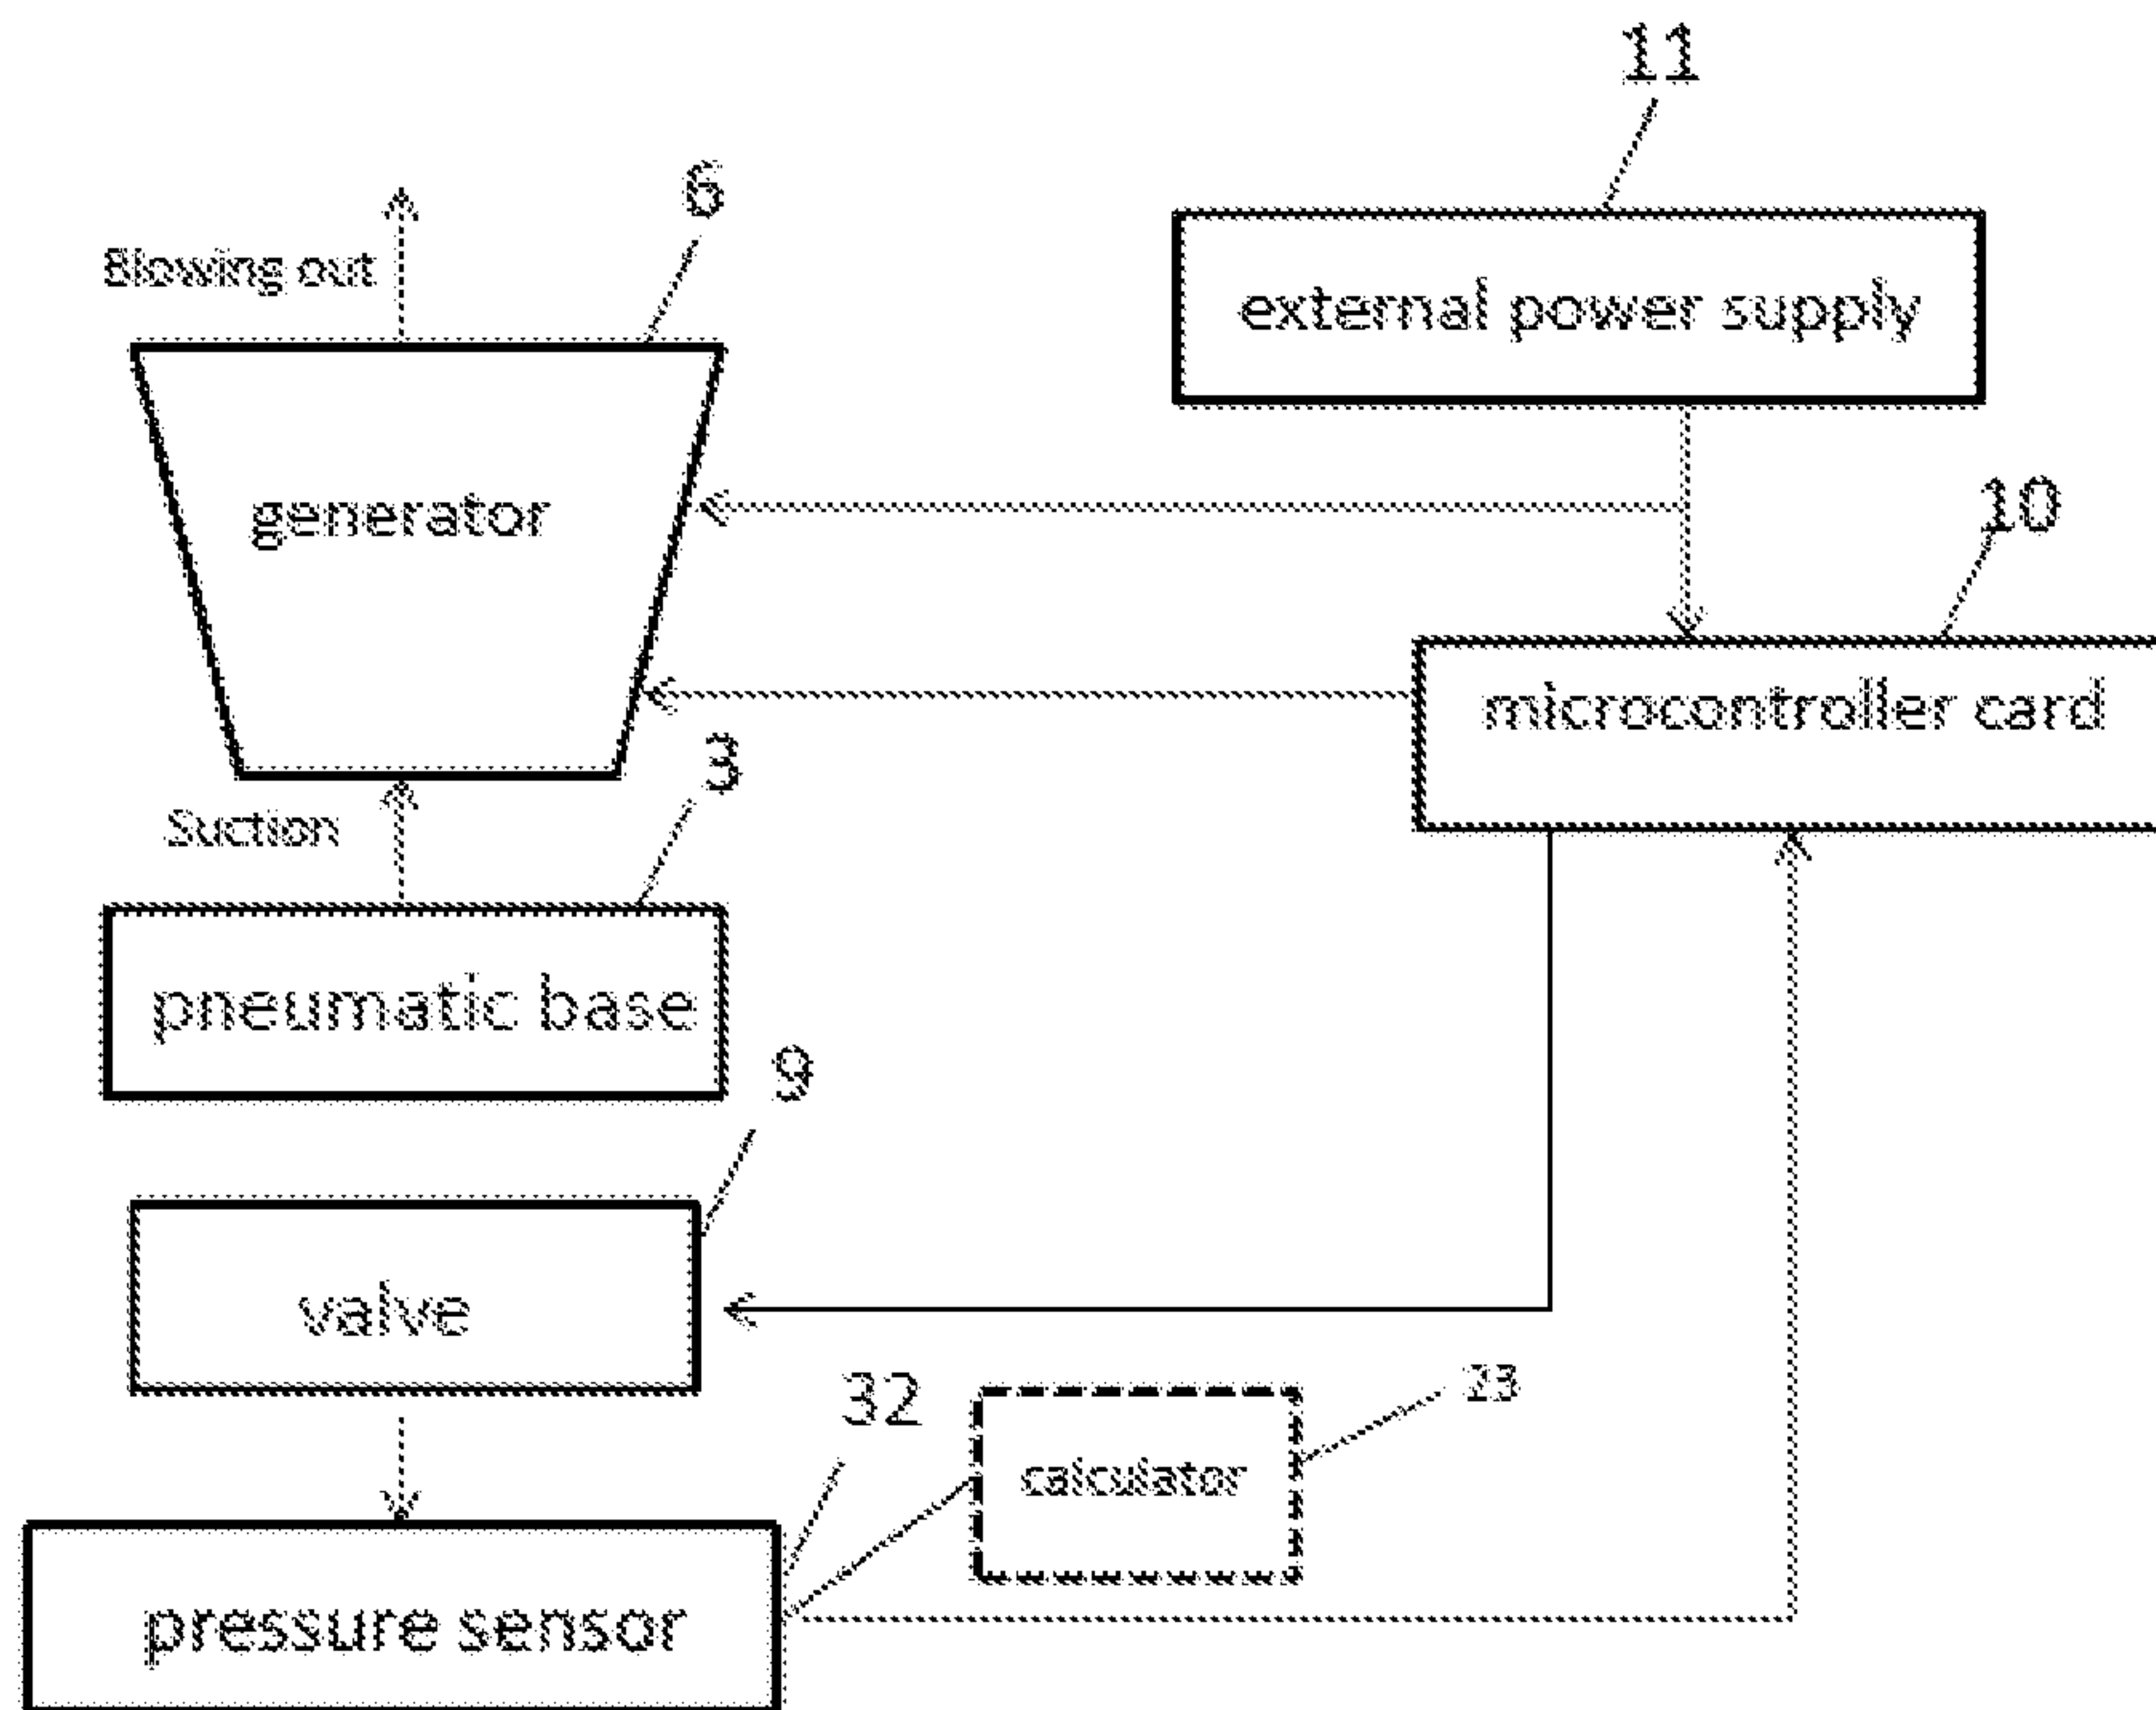 11
6
Blowing out
external power supply
generator
10
microcontroller card
3
Suction
pneumatic base
9
valve
32
23
calculator
pressure sensor